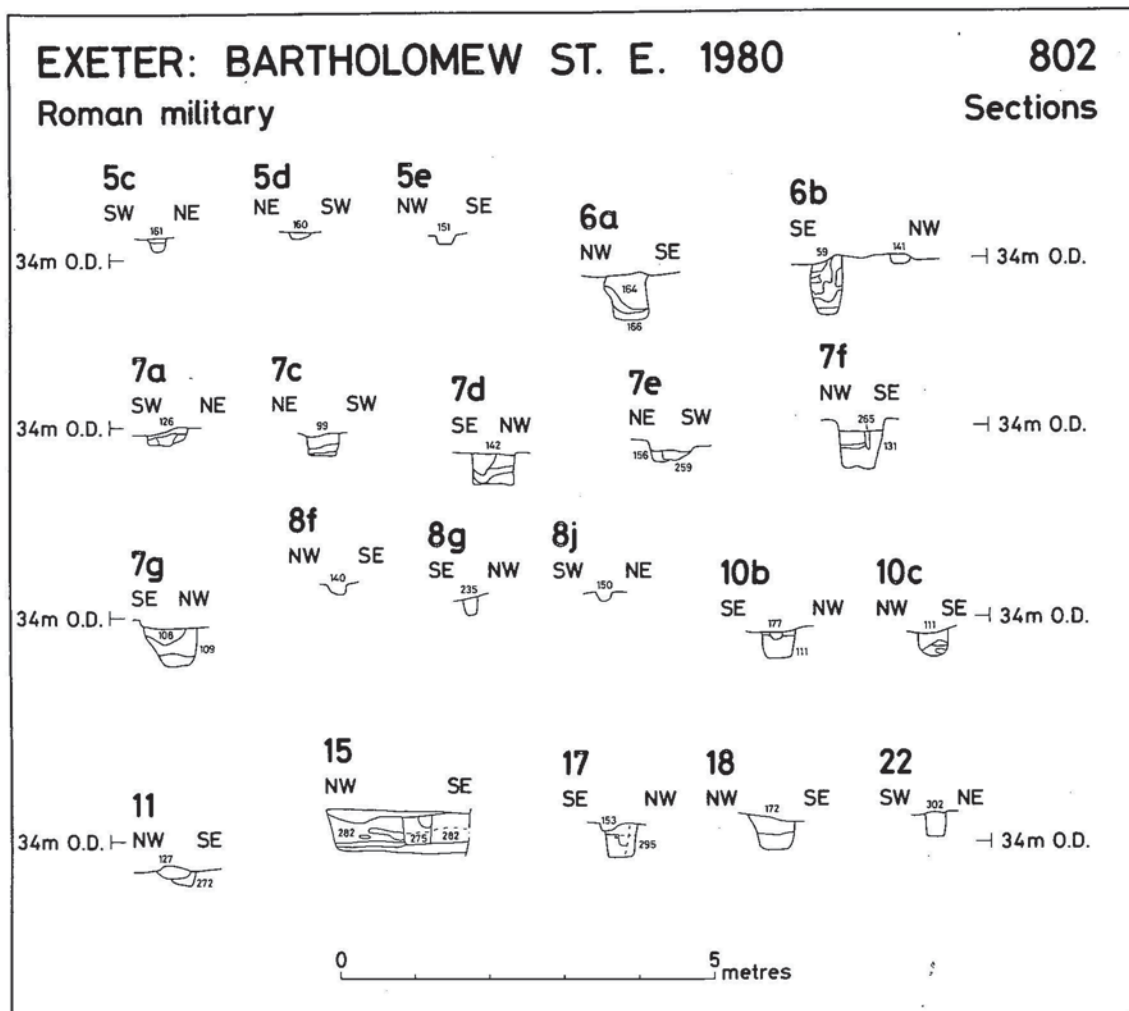 EXETER: BARTHOLOMEW ST. E. 1980 802
Roman military Sections
5c 5d 5e 6a 6b
SW NE NE SW NW SE NW SE SE NW
161 160 151 164 166 59 141
34m O.D. 34m O.D.
7a 7c 7d 7e 7f
SW NE NE SW SE NW NE SW NW SE
126 99 142 156 259 265 131
34m O.D. 34m O.D.
7g 8f 8g 8j 10b 10c
SE NW NW SE SE NW SW NE SE NW NW SE
108 109 140 235 150 177 111 111
34m O.D. 34m O.D.
11 15 17 18 22
NW SE NW SE SE NW NW SE SW NE
127 272 282 275 282 153 295 172 302
34m O.D. 34m O.D.
0 5 metres